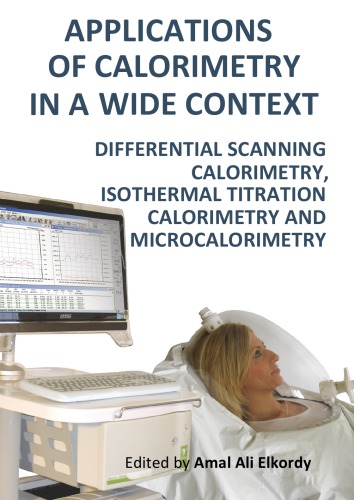 APPLICATIONS
OF CALORIMETRY
IN A WIDE CONTEXT
DIFFERENTIAL SCANNING
CALORIMETRY,
ISOTHERMAL TITRATION
CALORIMETRY AND
MICROCALORIMETRY
msi
Edited by Amal Ali Elkordy